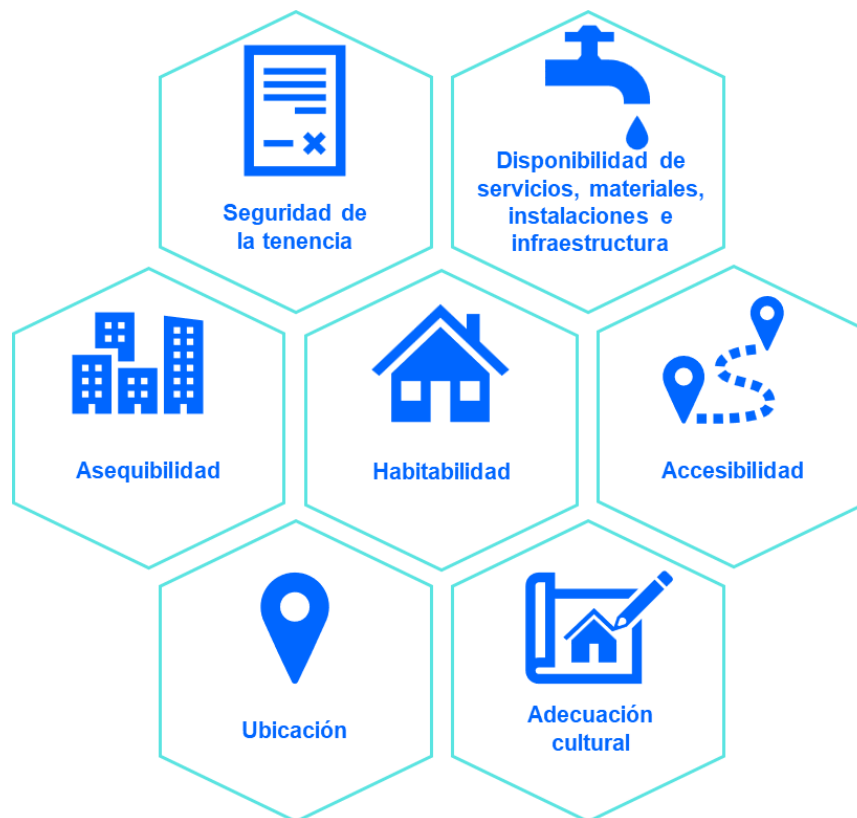 Seguridad de
la tenencia
Disponibilidad de
servicios, materiales,
instalaciones e
infraestructura
Asequibilidad
Habitabilidad
Accesibilidad
Ubicación
Adecuación
cultural